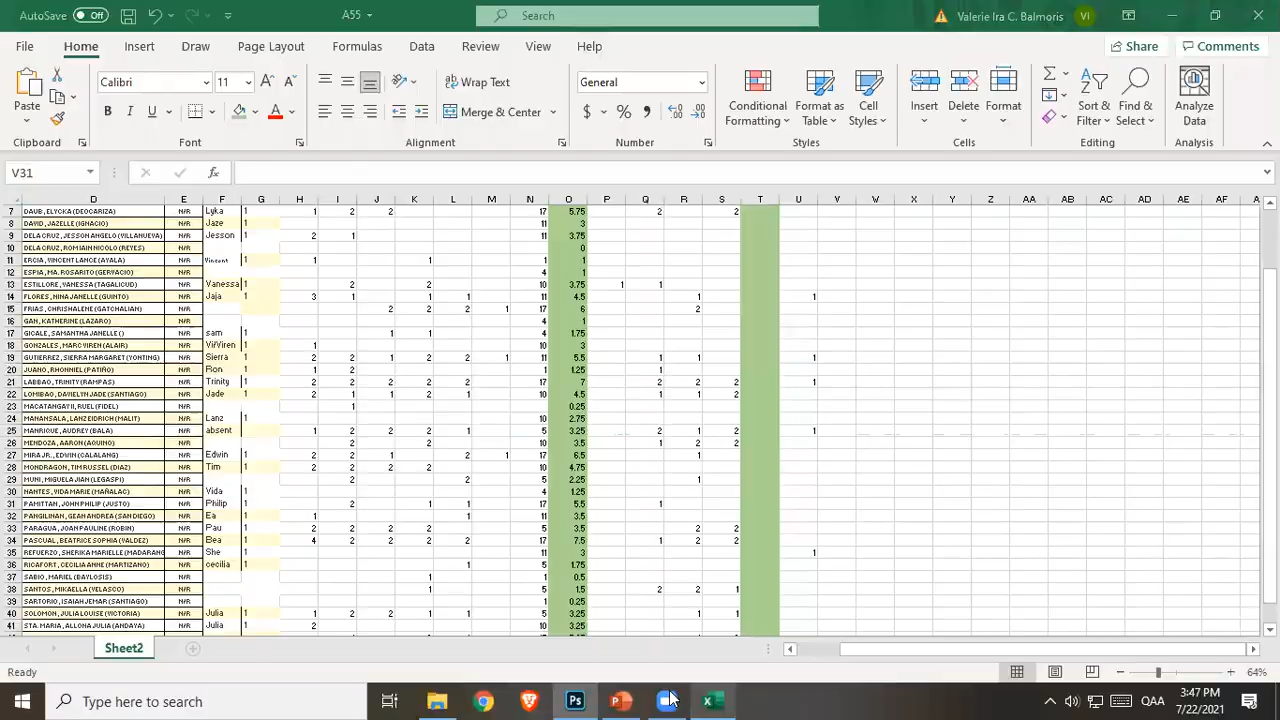 AutoSave Off A55 Search Valerie Ira C. Balmoris VI
File Home Insert Draw Page Layout Formulas Data Review View Help Share Comments
Paste Calibri 11 Wrap Text General Conditional Formatting Format as Table Cell Styles Insert Delete Format Sort & Filter Find & Select Analyze Data
B I U Merge & Center $ %
Clipboard Font Alignment Number Styles Cells Editing Analysis
V31 fx
D E F G H I J K L M N O P Q R S T U V W X Y Z AA AB AC AD AE AF
7 DAUB, ELYCKA (DEOCARIZA) N/R Lyka 1 1 2 2 17 5.75 2 2
8 DAVID, JAZELLE (IGNACIO) N/R Jaze 1 11 3
9 DELA CRUZ, JESSON ANGELO (VILLANUEVA) N/R Jesson 1 2 1 11 3.75
10 DELA CRUZ, ROMIAN NICOLO (REYES) N/R 0
11 ERCIA, VINCENT LANCE (AYALA) N/R Vincent 1 1 1 1 1
12 ESPIA, MA. ROSARITO (GERVACIO) N/R 4 1
13 ESTILLORE, VANESSA (TAGALICUD) N/R Vanessa 1 2 2 10 3.75 1 1
14 FLORES, NINA JANELLE (GUINTO) N/R Jaja 1 3 1 1 1 11 4.5 1 1
15 FRIAS, CHRISHALENE (GATCHALIAN) N/R 2 2 2 1 17 6 2
16 GAN, KATHERINE (LAZARO) N/R 4 1
17 GICALE, SAMANTHA JANELLE () N/R sam 1 1 4 1.75
18 GONZALES, MARC VIREN (ALAIR) N/R 1 1 10 3
19 GUTIERREZ, SIERRA MARGARET (YONTING) N/R Sierra 1 2 2 1 2 2 1 11 5.5 1 1 1
20 JUANO, RHONNIEL (PATIÑO) N/R Ron 1 1 2 1 1.25 1
21 LABBAO, TRINITY (RAMPAS) N/R Trinity 1 2 2 2 2 2 17 7 2 2 2 1
22 LOMIBAO, DAVIELYN JADE (SANTIAGO) N/R Jade 1 2 1 2 1 2 10 4.5 1 1 2
23 MACATANGAY II, RUEL (FIDEL) N/R 1 0.25
24 MANANSALA, LANZ EIDRICH (MALIT) N/R Lanz 1 10 2.75
25 MANRIQUE, AUDREY (BALA) N/R absent 1 2 2 2 1 5 3.25 2 1 2 1
26 MENDOZA, AARON (AQUINO) N/R 2 2 10 3.5 1 2 2
27 MIRA JR., EDWIN (CALALANG) N/R Edwin 1 2 2 1 2 1 17 6.5 1
28 MONDRAGON, TIM RUSSEL (DIAZ) N/R Tim 1 2 2 2 2 10 4.75
29 MUNI, MIGUELA JIAN (LEGASPI) N/R 2 2 5 2.25 1
30 NANTES, VIDA MARIE (MAÑALAC) N/R Vida 1 4 1.25
31 PAMITTAN, JOHN PHILIP (JUSTO) N/R Philip 1 2 1 1 17 5.5 1
32 PANGILINAN, GEAN ANDREA (SAN DIEGO) N/R Ea 1 1 1 11 3.5
33 PARAGUA, JOAN PAULINE (ROBIN) N/R Pau 1 2 2 2 2 5 3.5 2 2
34 PASCUAL, BEATRICE SOPHIA (VALDEZ) N/R Bea 1 4 2 2 2 2 17 7.5 1 2 2
35 REFUERZO, SHERIKA MARIELLE (MADARANG N/R She 1 11 3 1
36 RICAFORT, CECILIA ANNE (MARTIZANO) N/R cecilia 1 1 5 1.75
37 SABIO, MARIEL (BAYLOSIS) N/R 1 1 0.5
38 SANTOS, MIKAELLA (VELASCO) N/R 1 5 1.5 2 2 1
39 SARTORIO, ISAIAH JEMAR (SANTIAGO) N/R 1 0.25
40 SOLOMON, JULIA LOUISE (VICTORIA) N/R Julia 1 1 2 2 1 1 5 3.25 1 1
41 STA. MARIA, ALLONA JULIA (ANDAYA) N/R Julia 1 2 10 3.25
Sheet2
Ready 64%
Type here to search Ps QAA 3:47 PM
7/22/2021